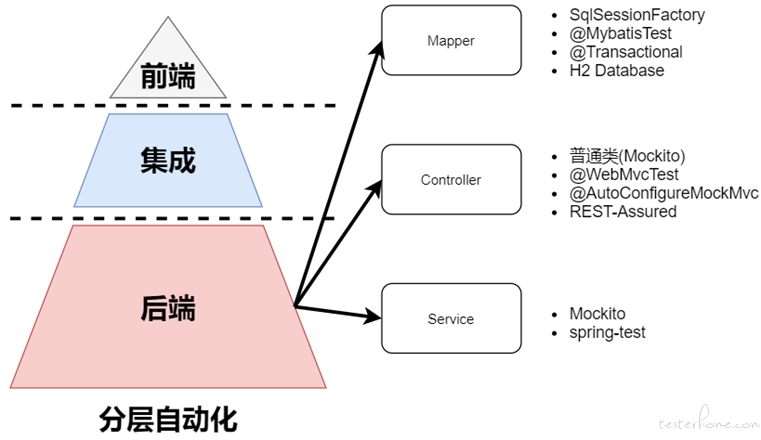 前端
集成
后端
分层自动化
Mapper
SqlSessionFactory
@MybatisTest
@Transactional
H2 Database
Controller
普通类(Mockito)
@WebMvcTest
@AutoConfigureMockMvc
REST-Assured
Service
Mockito
spring-test
testerhome.com